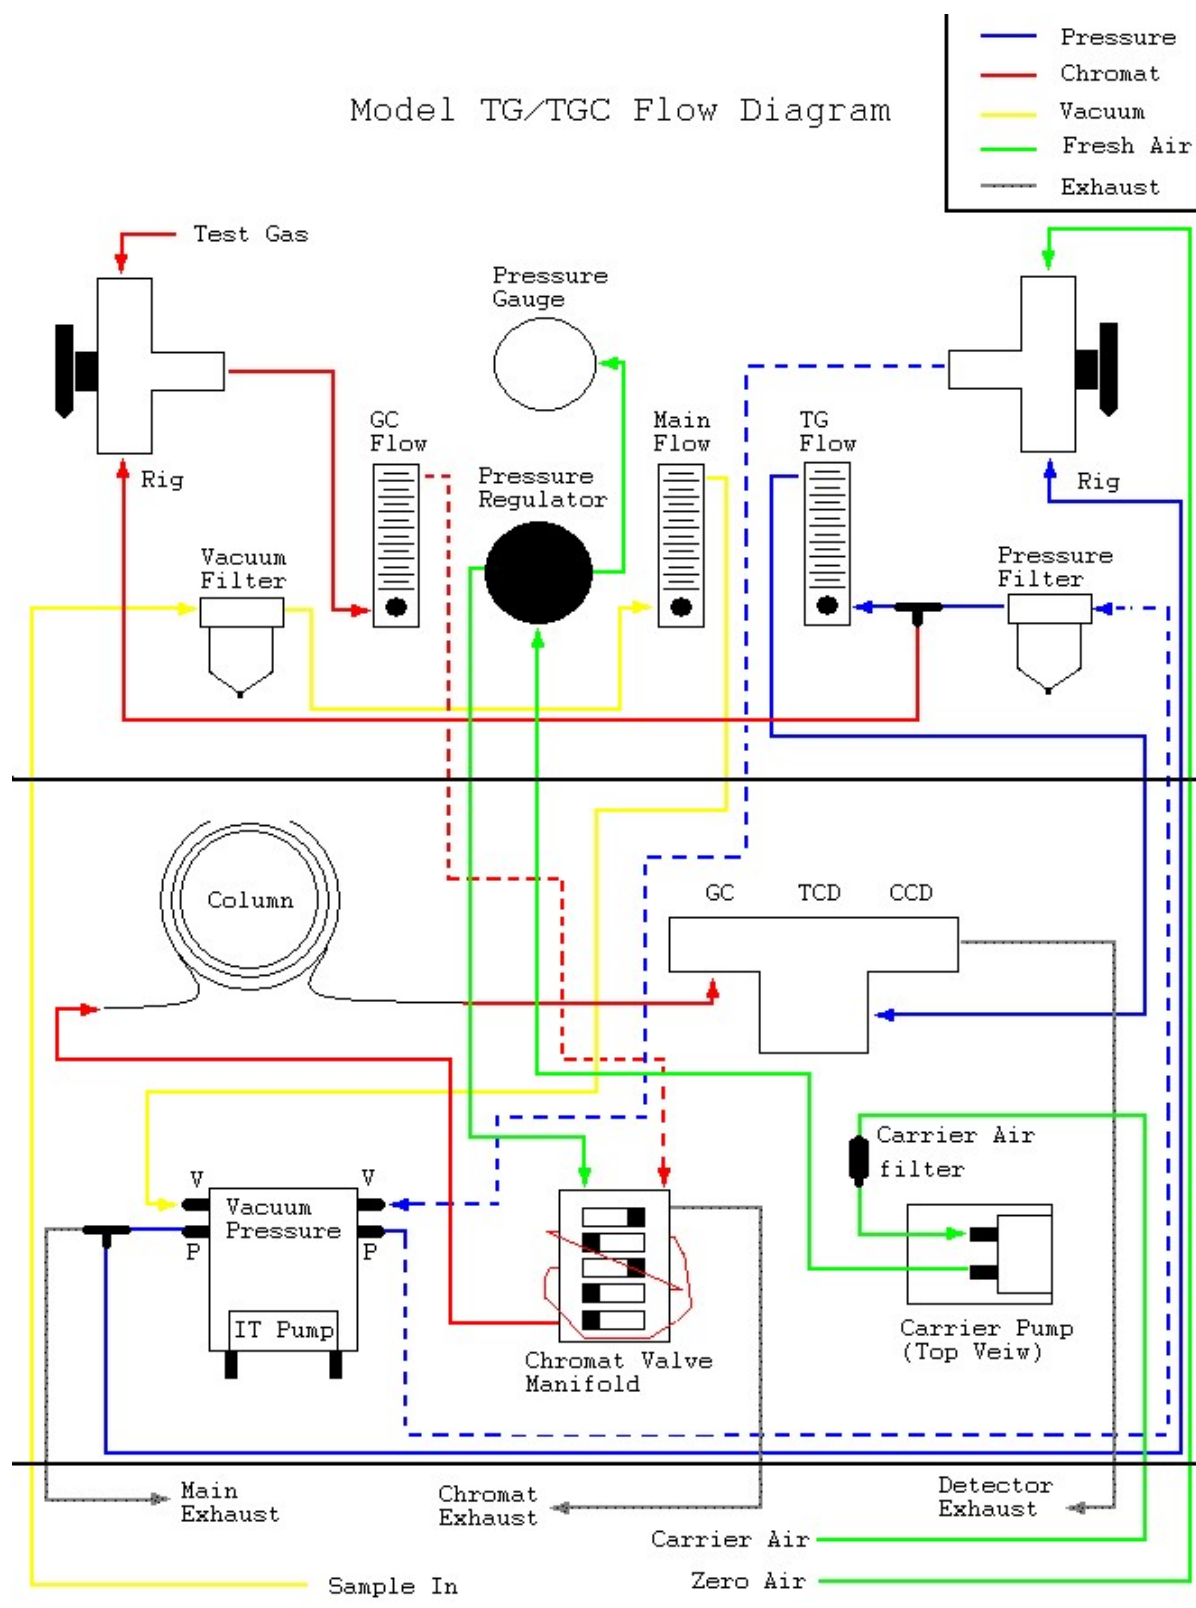 Pressure
Chromat
Vacuum
Fresh Air
Exhaust
Model TG/TGC Flow Diagram
Test Gas
Pressure
Gauge
GC
Flow
Main
Flow
TG
Flow
Rig
Pressure
Regulator
Rig
Vacuum
Filter
Pressure
Filter
Column
GC
TCD
CCD
Carrier Air
filter
V
V
Vacuum
Pressure
P
P
IT Pump
Carrier Pump
(Top Veiw)
Chromat Valve
Manifold
Main
Exhaust
Chromat
Exhaust
Detector
Exhaust
Carrier Air
Sample In
Zero Air